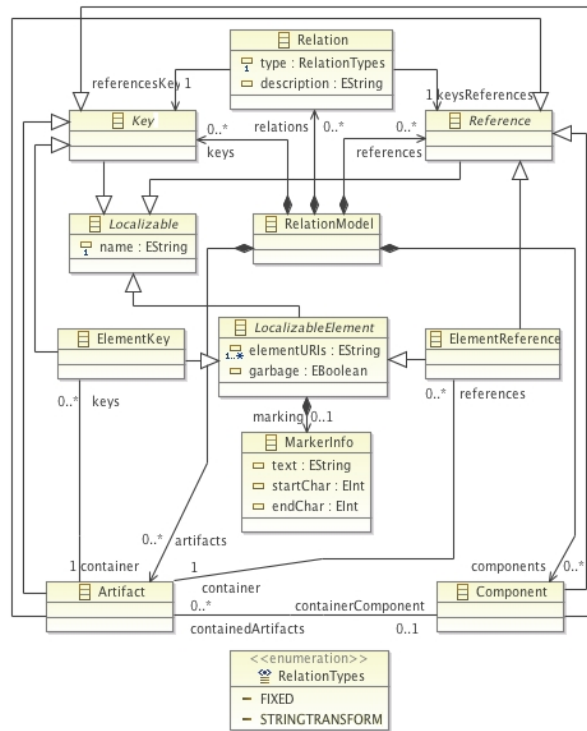 Relation
type : RelationTypes
1
description : EString
referencesKey 1
1 keysReferences
Key
0..*
relations
0..*
0..*
Reference
keys
references
Localizable
RelationModel
name : EString
1
LocalizableElement
ElementKey
elementURIs : EString
1..*
ElementReference
garbage : EBoolean
0..* keys
0..* references
marking 0..1
MarkerInfo
text : EString
startChar : EInt
endChar : EInt
0..* artifacts
1 container
1
container
components 0..*
Artifact
0..*
containerComponent
Component
containedArtifacts
0..1
<<enumeration>>
RelationTypes
FIXED
STRINGTRANSFORM